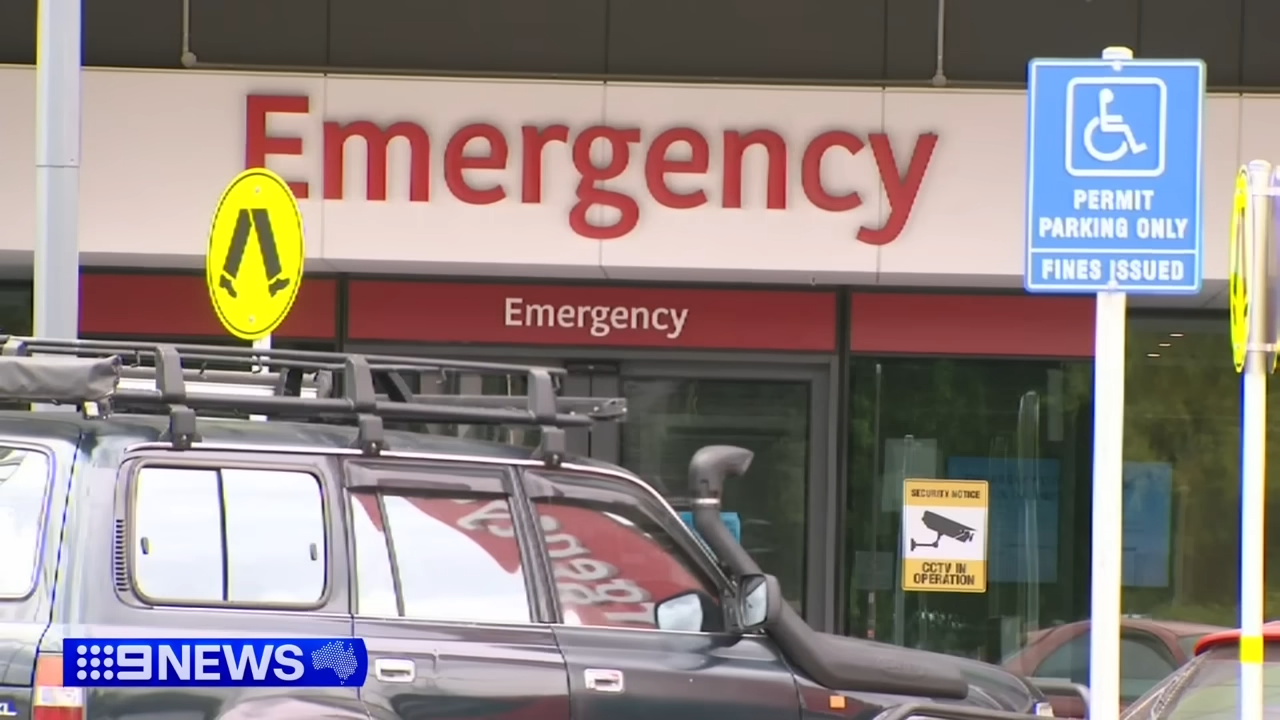 Emergency
PERMIT
PARKING ONLY
FINES ISSUED
Emergency
SECURITY NOTICE
CCTV IN
OPERATION
9NEWS